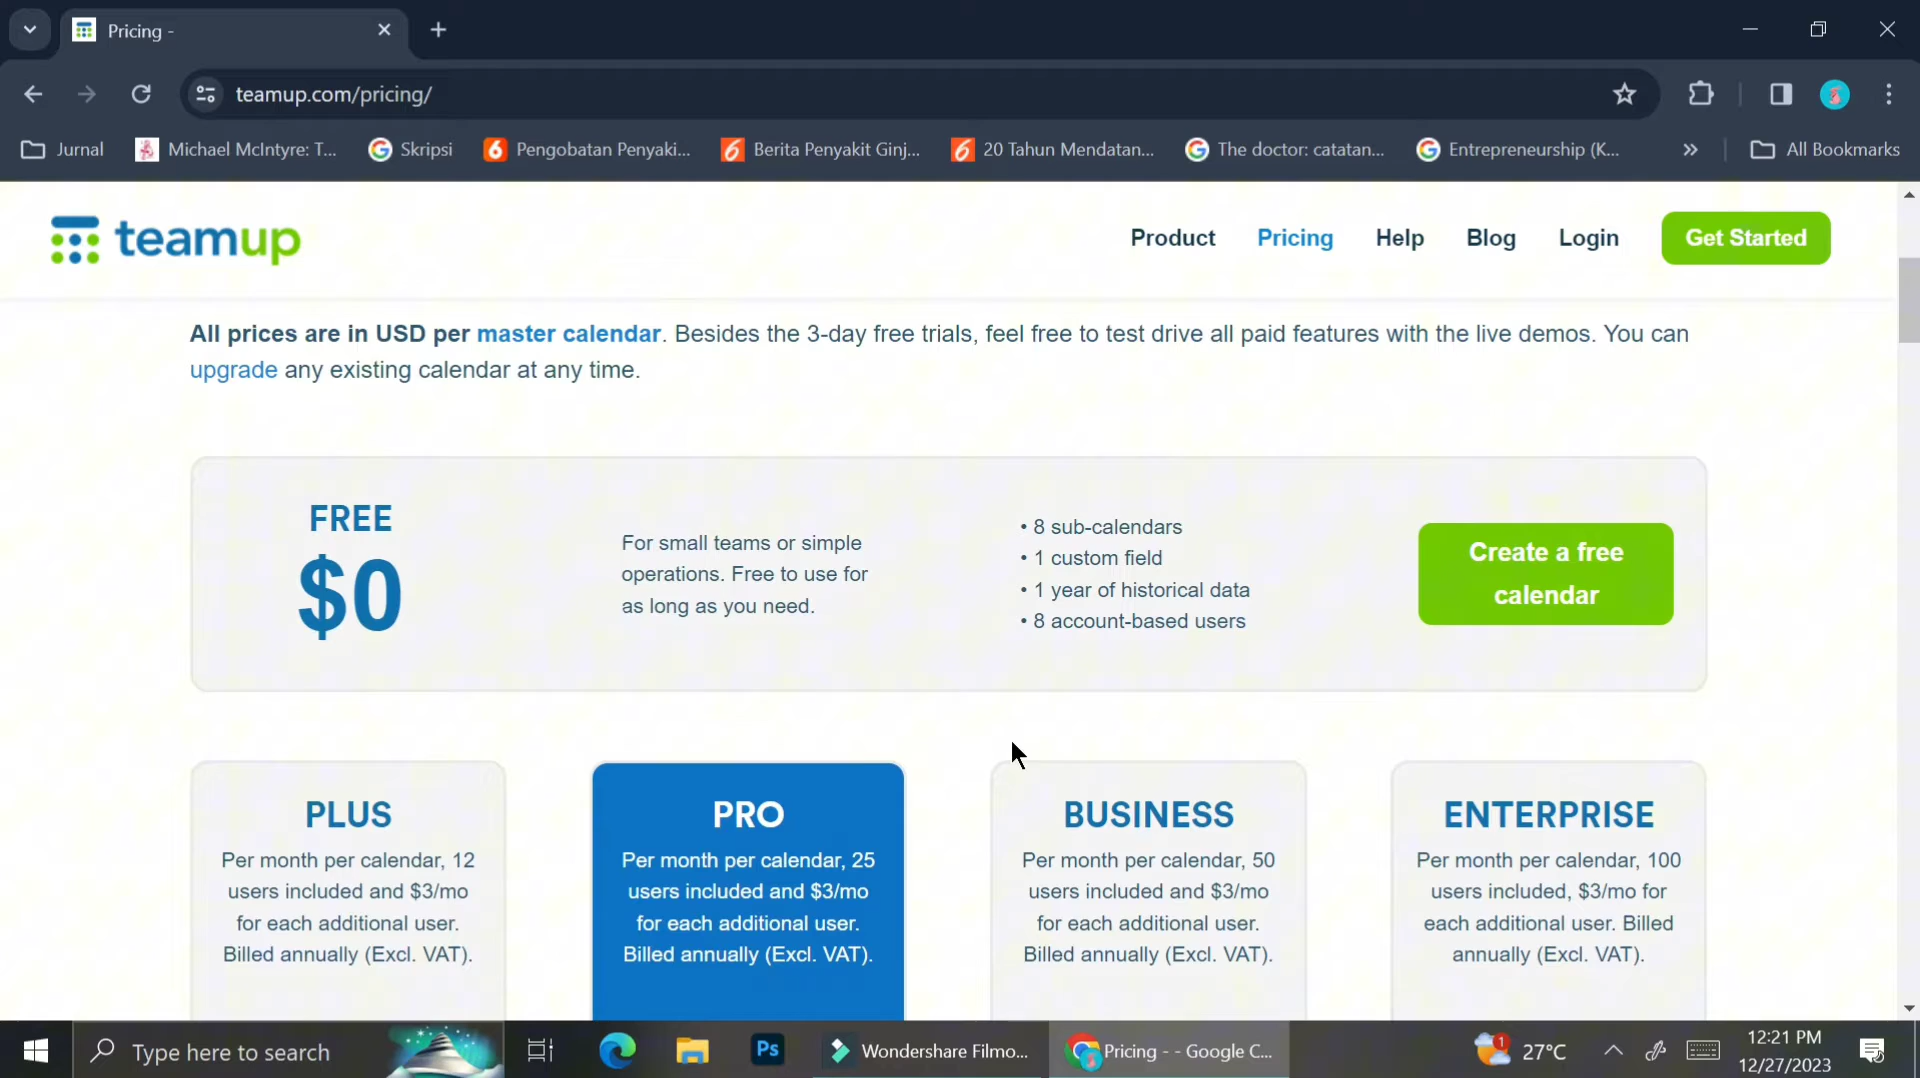 Pricing -
teamup.com/pricing/
Jurnal
Michael McIntyre: T...
Skripsi
Pengobatan Penyaki...
Berita Penyakit Ginj...
20 Tahun Mendatan...
The doctor: catatan...
Entrepreneurship (K...
All Bookmarks
teamup
Product
Pricing
Help
Blog
Login
Get Started
All prices are in USD per master calendar. Besides the 3-day free trials, feel free to test drive all paid features with the live demos. You can
upgrade any existing calendar at any time.
FREE
$0
For small teams or simple
operations. Free to use for
as long as you need.
• 8 sub-calendars
• 1 custom field
• 1 year of historical data
• 8 account-based users
Create a free
calendar
PLUS
Per month per calendar, 12
users included and $3/mo
for each additional user.
Billed annually (Excl. VAT).
PRO
Per month per calendar, 25
users included and $3/mo
for each additional user.
Billed annually (Excl. VAT).
BUSINESS
Per month per calendar, 50
users included and $3/mo
for each additional user.
Billed annually (Excl. VAT).
ENTERPRISE
Per month per calendar, 100
users included, $3/mo for
each additional user. Billed
annually (Excl. VAT).
Type here to search
Ps
Wondershare Filmo...
Pricing - - Google C...
1
27°C
12:21 PM
12/27/2023